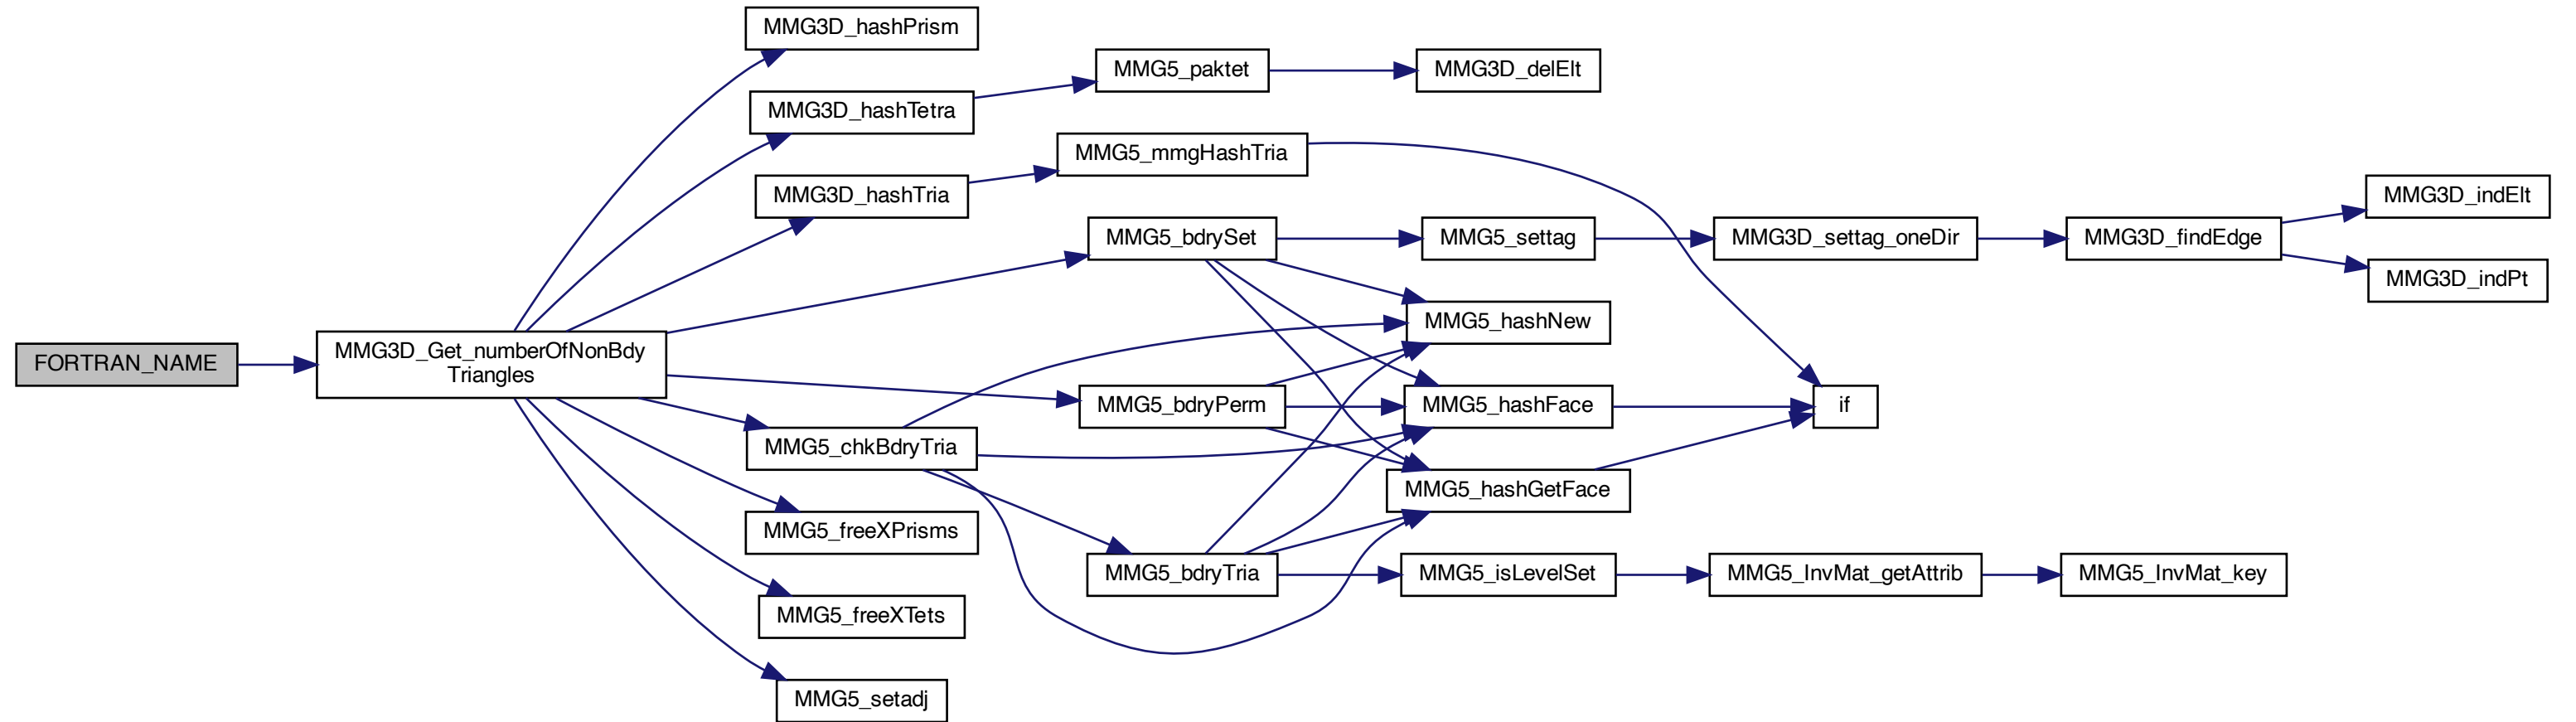 FORTRAN_NAME
MMG3D_Get_numberOfNonBdy
Triangles
MMG3D_hashPrism
MMG3D_hashTetra
MMG3D_hashTria
MMG5_chkBdryTria
MMG5_freeXPrisms
MMG5_freeXTets
MMG5_setadj
MMG5_paktet
MMG5_mmgHashTria
MMG5_bdrySet
MMG5_bdryPerm
MMG5_bdryTria
MMG3D_delElt
MMG5_settag
MMG5_hashNew
MMG5_hashFace
MMG5_hashGetFace
MMG5_isLevelSet
MMG3D_settag_oneDir
if
MMG5_InvMat_getAttrib
MMG3D_findEdge
MMG5_InvMat_key
MMG3D_indElt
MMG3D_indPt